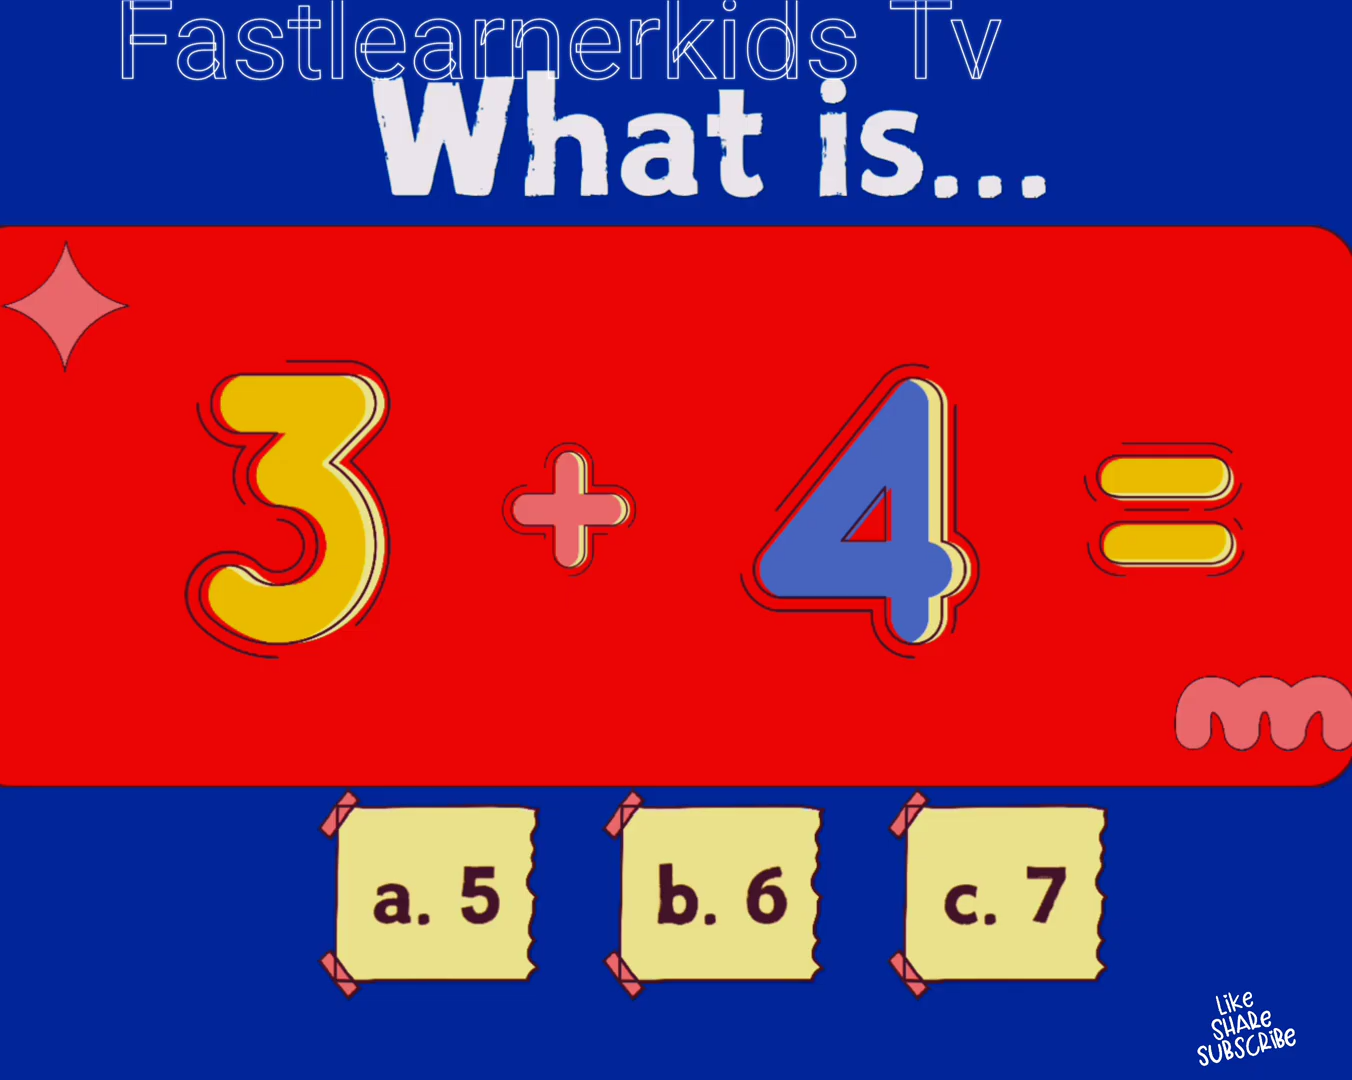 Fastlearnerkids Tv
What is...
3 + 4 =
a. 5
b. 6
c. 7
LiKe
SHARe
SUBSCRiBe